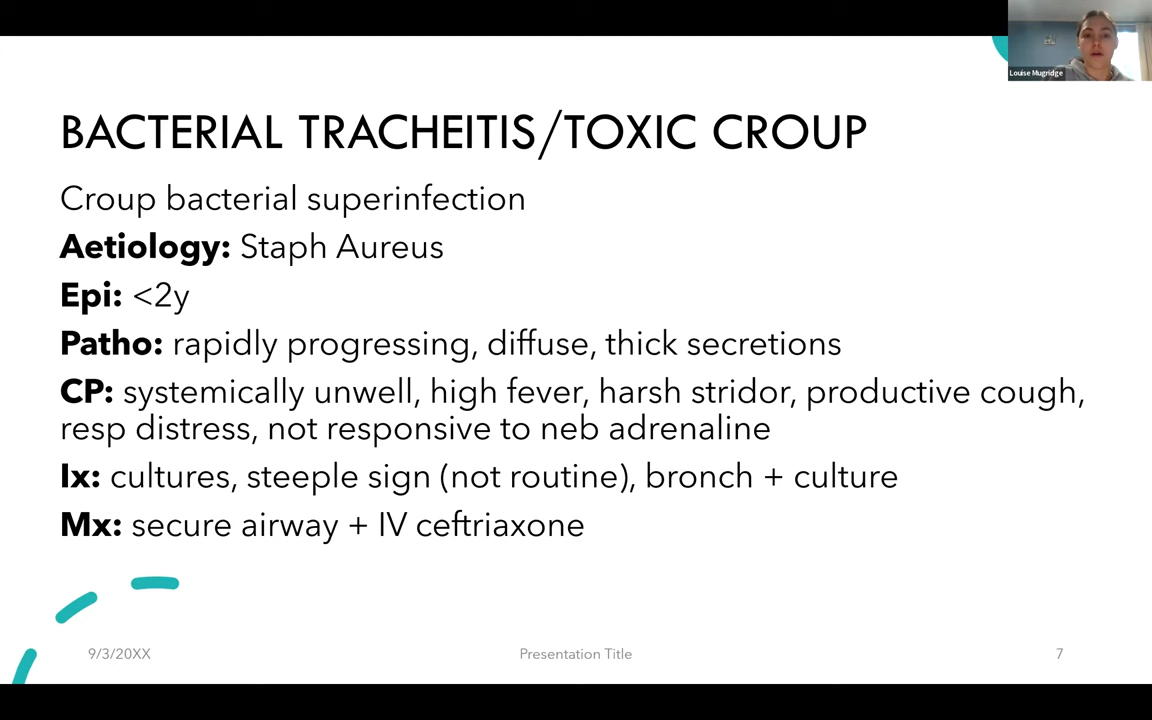 Louise Mugridge
BACTERIAL TRACHEITIS/TOXIC CROUP
Croup bacterial superinfection
Aetiology: Staph Aureus
Epi: <2y
Patho: rapidly progressing, diffuse, thick secretions
CP: systemically unwell, high fever, harsh stridor, productive cough,
resp distress, not responsive to neb adrenaline
Ix: cultures, steeple sign (not routine), bronch + culture
Mx: secure airway + IV ceftriaxone
9/3/20XX
Presentation Title
7